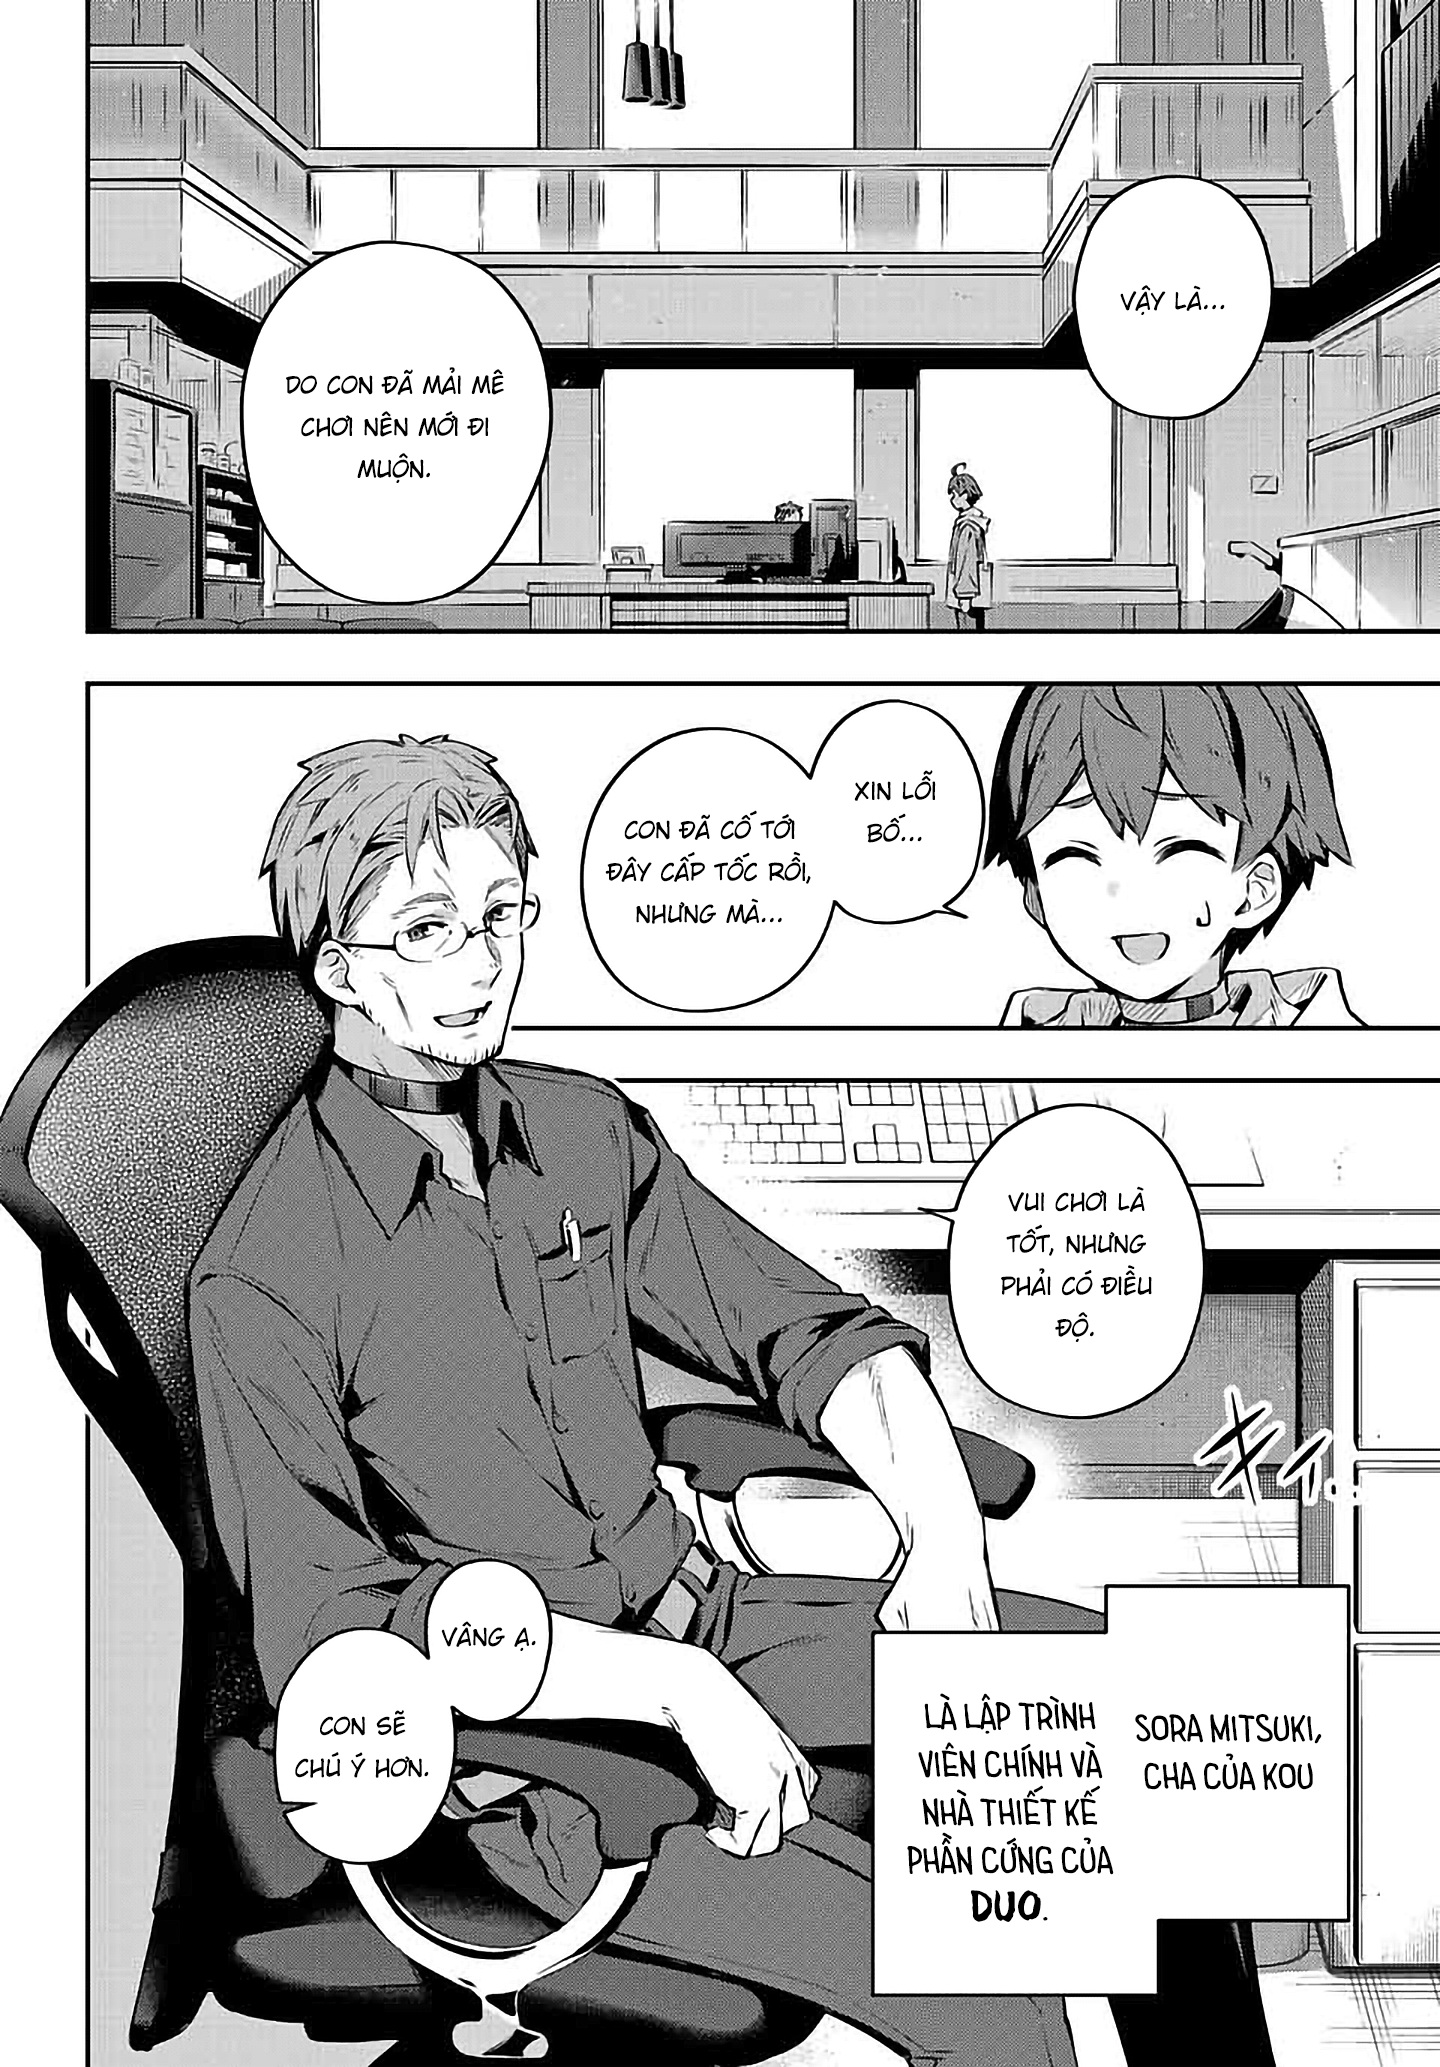 VẬY LÀ...
DO CON ĐÃ MẢI MÊ
CHƠI NÊN MỚI ĐI
MUỘN.
XIN LỖI
BỐ...
CON ĐÃ CỐ TỚI
ĐÂY CẤP TỐC RỒI,
NHƯNG MÀ...
VUI CHƠI LÀ
TỐT, NHƯNG
PHẢI CÓ ĐIỀU
ĐỘ.
キィ...
VÂNG Ạ.
CON SẼ
CHÚ Ý HƠN.
SORA MITSUKI,
CHA CỦA KOU
LÀ LẬP TRÌNH
VIÊN CHÍNH VÀ
NHÀ THIẾT KẾ
PHẦN CỨNG CỦA
DUO.